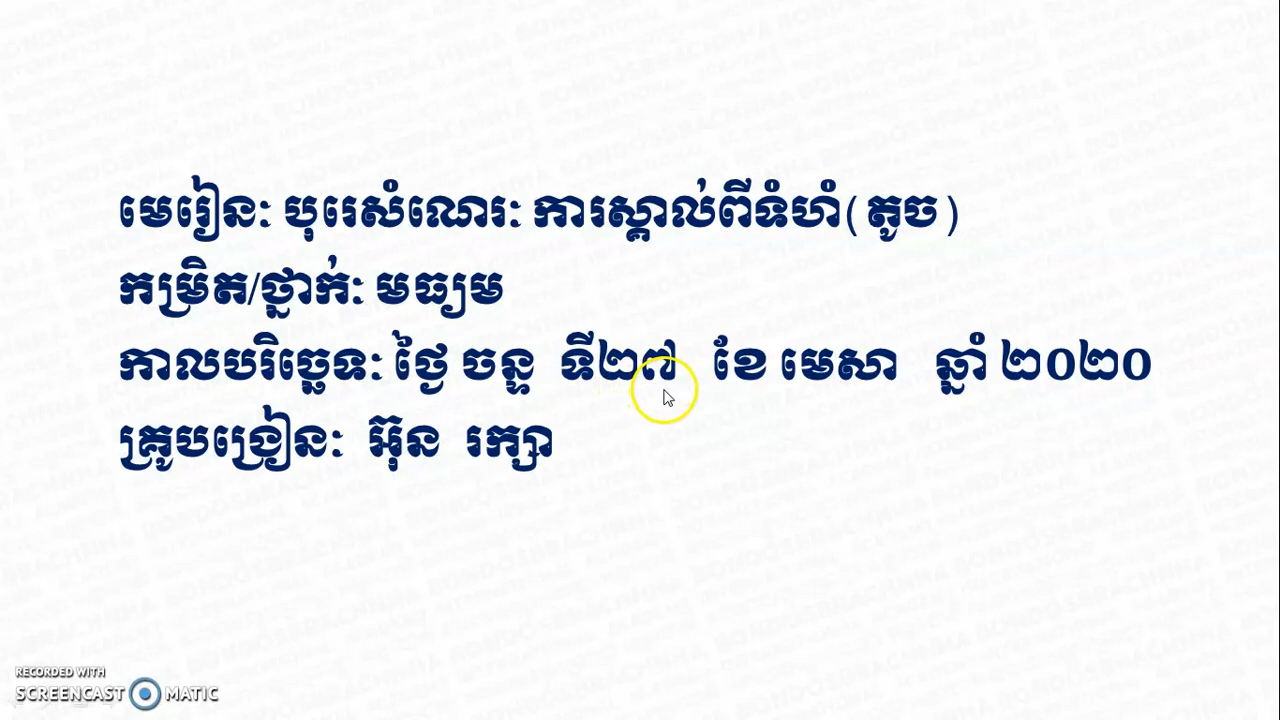 មេរៀនៈ បុរេសំណេរៈ ការស្គាល់ពីទំហំ(តូច)
កម្រិត/ថ្នាក់ៈ មធ្យម
កាលបរិច្ឆេទៈ ថ្ងៃ ចន្ទ ទី២៧ ខែ មេសា ឆ្នាំ ២០២០
គ្រូបង្រៀនៈ អ៊ុន រក្សា
RECORDED WITH
SCREENCAST MATIC